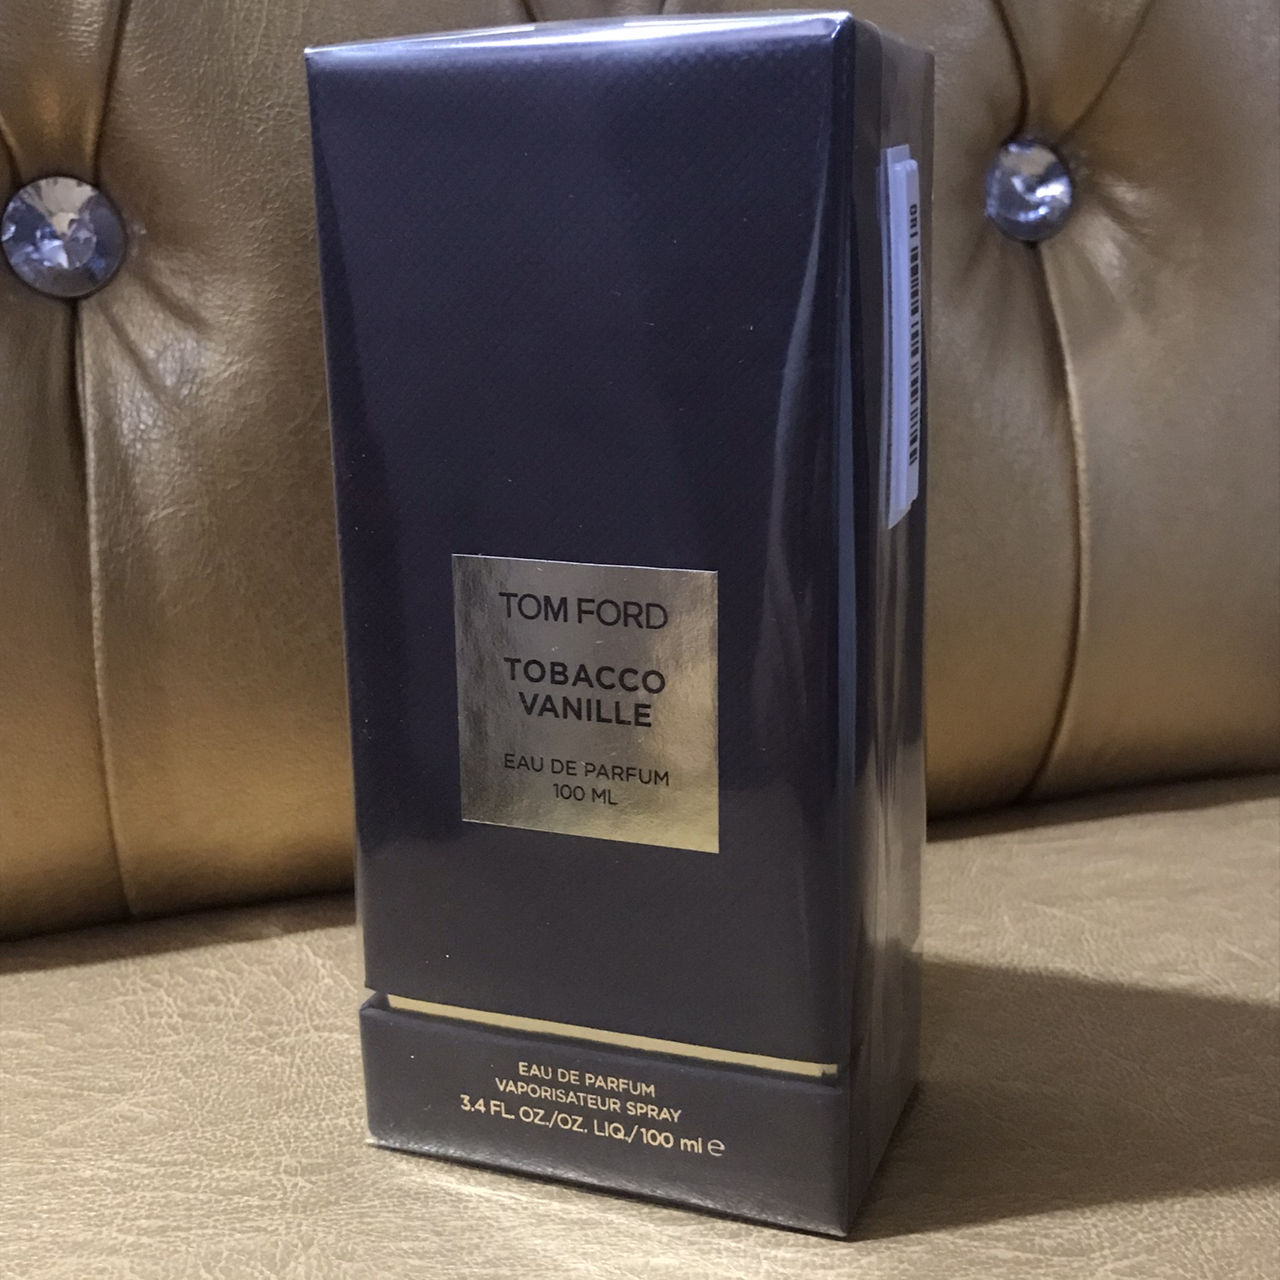 TOM FORD
TOBACCO
VANILLE
EAU DE PARFUM
100 ML
EAU DE PARFUM
VAPORISATEUR SPRAY
3.4 FL. OZ./OZ. LIQ./100 ml ℮